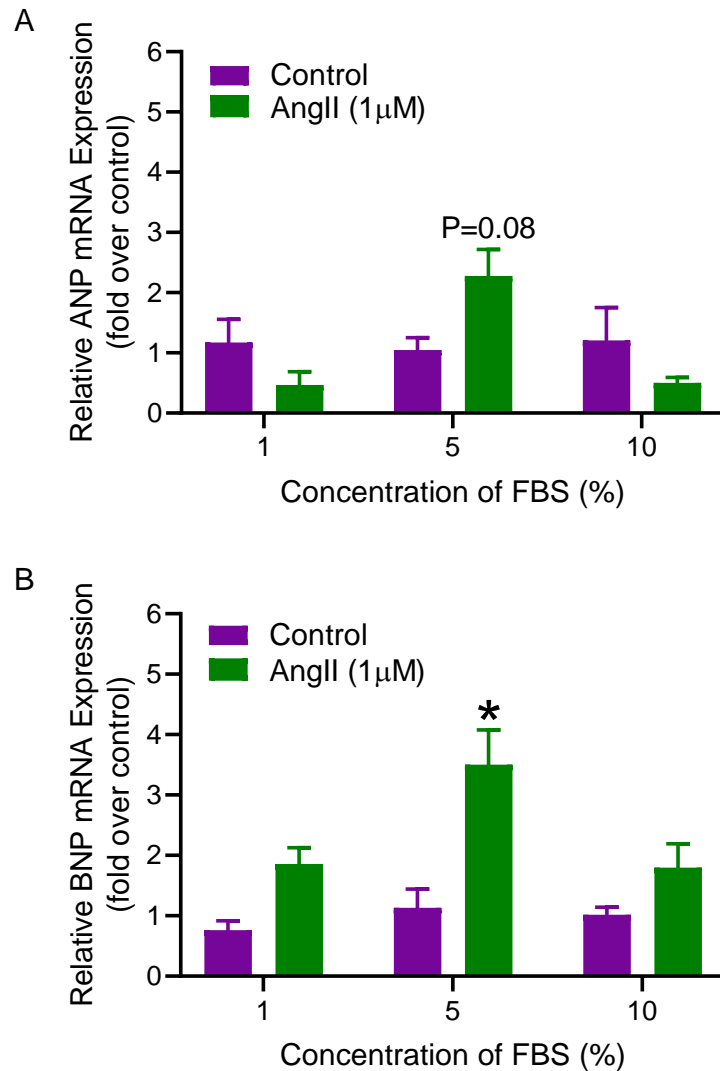 A
Relative ANP mRNA Expression
(fold over control)
6
5
4
3
2
1
0
Control
AngII (1μM)
P=0.08
1 5 10
Concentration of FBS (%)
B
Relative BNP mRNA Expression
(fold over control)
6
5
4
3
2
1
0
Control
AngII (1μM)
*
1 5 10
Concentration of FBS (%)